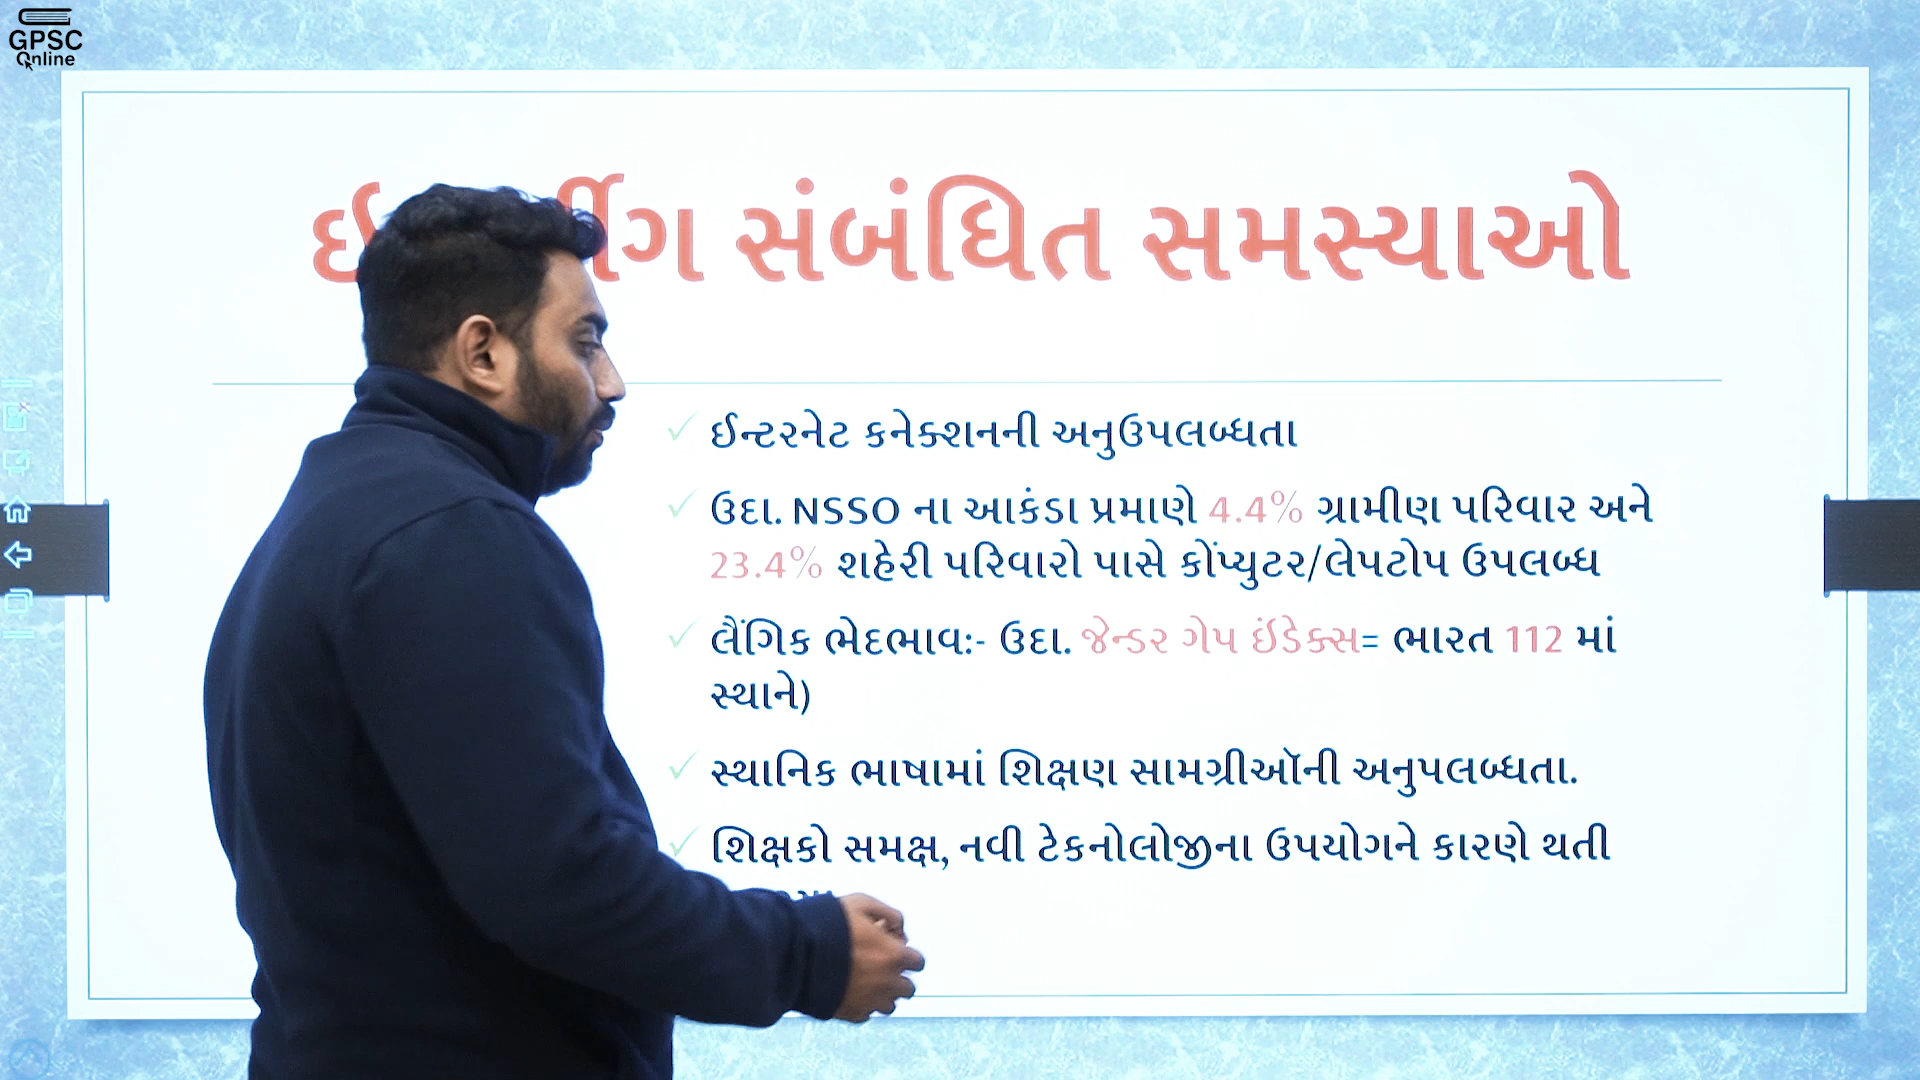 GPSC
Online
સંબંધિત સમસ્યાઓ
ઈન્ટરનેટ કનેક્શનની અનુઉપલબ્ધતા
ઉદા. NSSO ના આકંડા પ્રમાણે 4.4% ગ્રામીણ પરિવાર અને
23.4% શહેરી પરિવારો પાસે કોંપ્યુટર/લેપટોપ ઉપલબ્ધ
લૈંગિક ભેદભાવ:- ઉદા. જેન્ડર ગેપ ઇંડેક્સ= ભારત 112 માં
સ્થાને)
સ્થાનિક ભાષામાં શિક્ષણ સામગ્રીઑની અનુપલબ્ધતા.
શિક્ષકો સમક્ષ, નવી ટેકનોલોજીના ઉપયોગને કારણે થતી